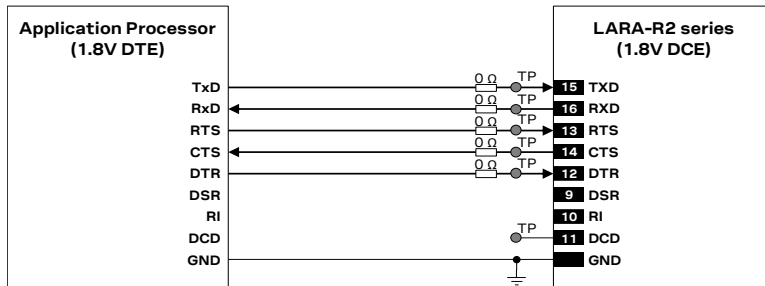 Application Processor
(1.8V DTE)
LARA-R2 series
(1.8V DCE)
TxD 0 Ω TP 15 TXD
RxD 0 Ω TP 16 RXD
RTS 0 Ω TP 13 RTS
CTS 0 Ω TP 14 CTS
DTR 0 Ω TP 12 DTR
DSR 9 DSR
RI 10 RI
DCD TP 11 DCD
GND GND